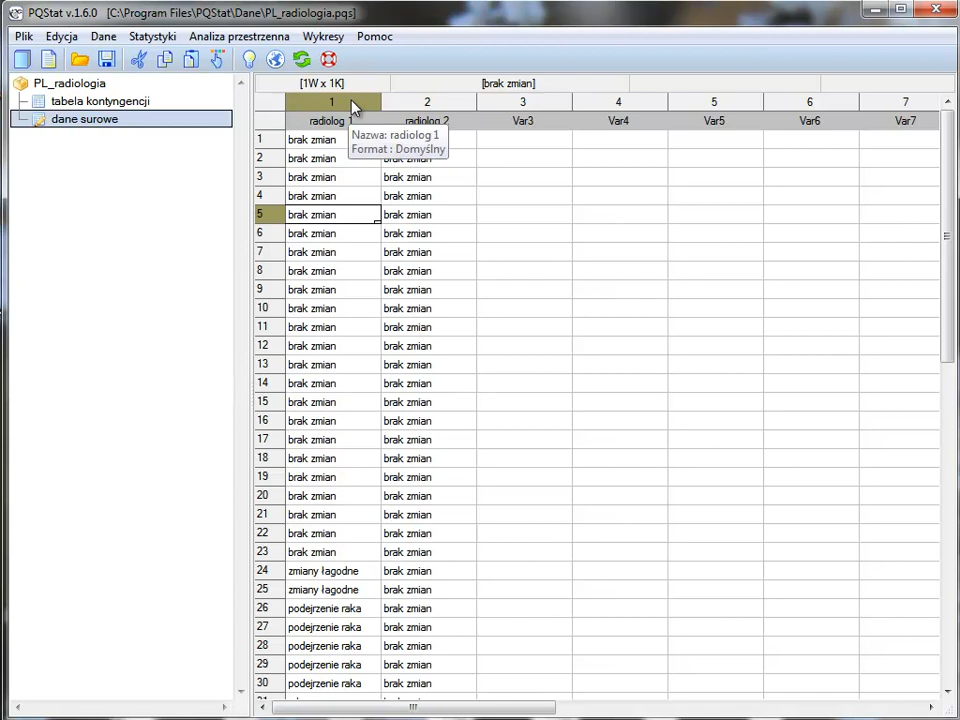 PQStat v.1.6.0 [C:\Program Files\PQStat\Dane\PL_radiologia.pqs]
Plik Edycja Dane Statystyki Analiza przestrzenna Wykresy Pomoc
PL_radiologia
tabela kontyngencji
dane surowe
[1W x 1K] [brak zmian]
1 2 3 4 5 6 7
radiolog 1 radiolog 2 Var3 Var4 Var5 Var6 Var7
Nazwa: radiolog 1
Format : Domyślny
1 brak zmian
2 brak zmian brak zmian
3 brak zmian brak zmian
4 brak zmian brak zmian
5 brak zmian brak zmian
6 brak zmian brak zmian
7 brak zmian brak zmian
8 brak zmian brak zmian
9 brak zmian brak zmian
10 brak zmian brak zmian
11 brak zmian brak zmian
12 brak zmian brak zmian
13 brak zmian brak zmian
14 brak zmian brak zmian
15 brak zmian brak zmian
16 brak zmian brak zmian
17 brak zmian brak zmian
18 brak zmian brak zmian
19 brak zmian brak zmian
20 brak zmian brak zmian
21 brak zmian brak zmian
22 brak zmian brak zmian
23 brak zmian brak zmian
24 zmiany łagodne brak zmian
25 zmiany łagodne brak zmian
26 podejrzenie raka brak zmian
27 podejrzenie raka brak zmian
28 podejrzenie raka brak zmian
29 podejrzenie raka brak zmian
30 podejrzenie raka brak zmian